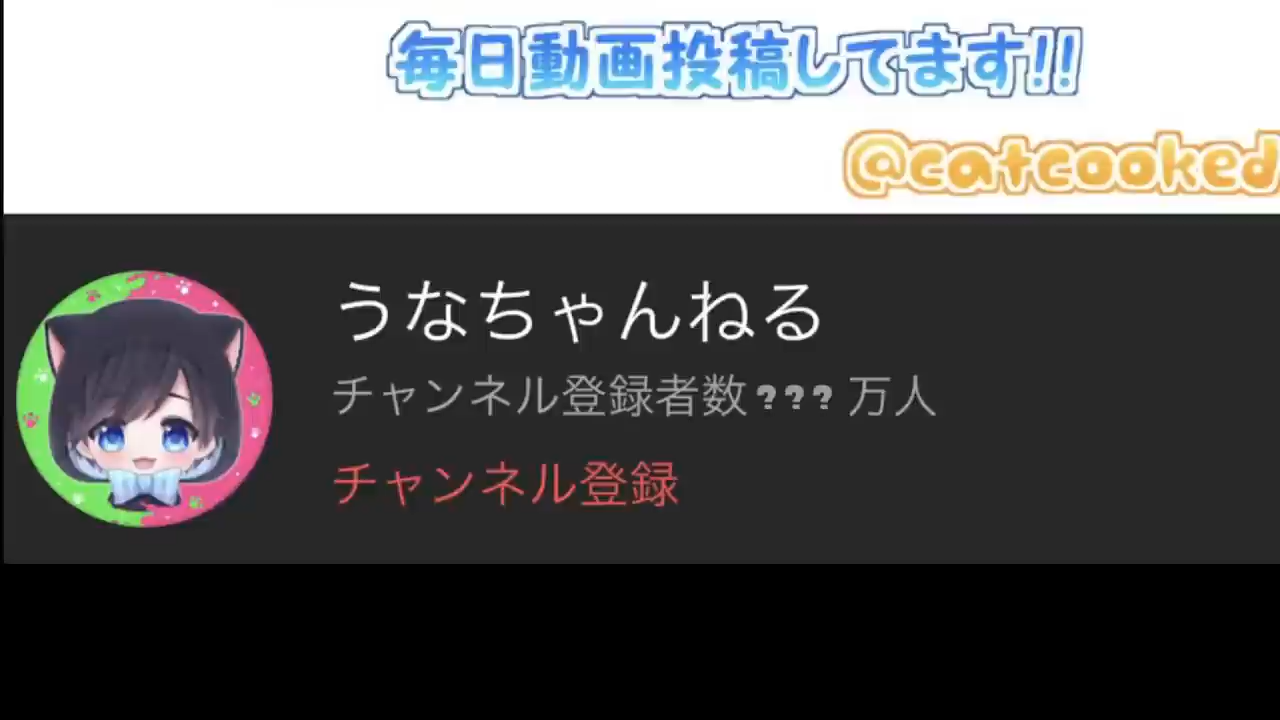 毎日動画投稿してます!!
@catcooked
うなちゃんねる
チャンネル登録者数??? 万人
チャンネル登録